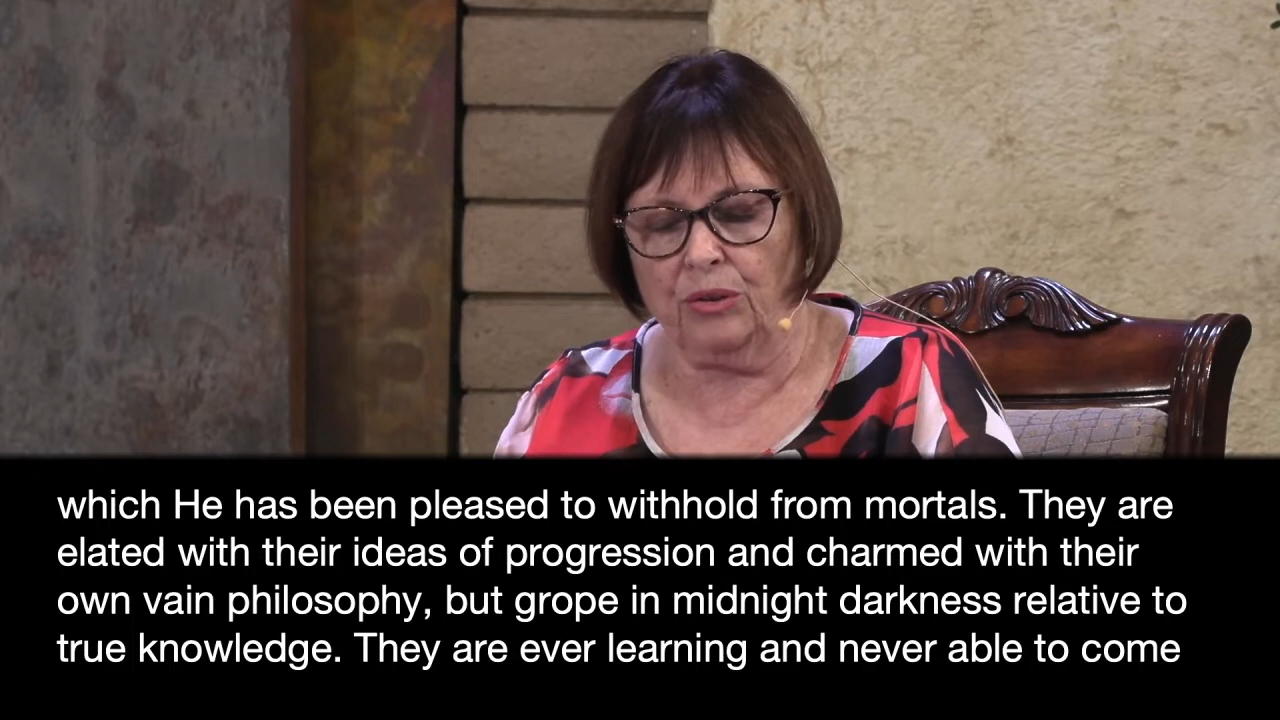 which He has been pleased to withhold from mortals. They are
elated with their ideas of progression and charmed with their
own vain philosophy, but grope in midnight darkness relative to
true knowledge. They are ever learning and never able to come